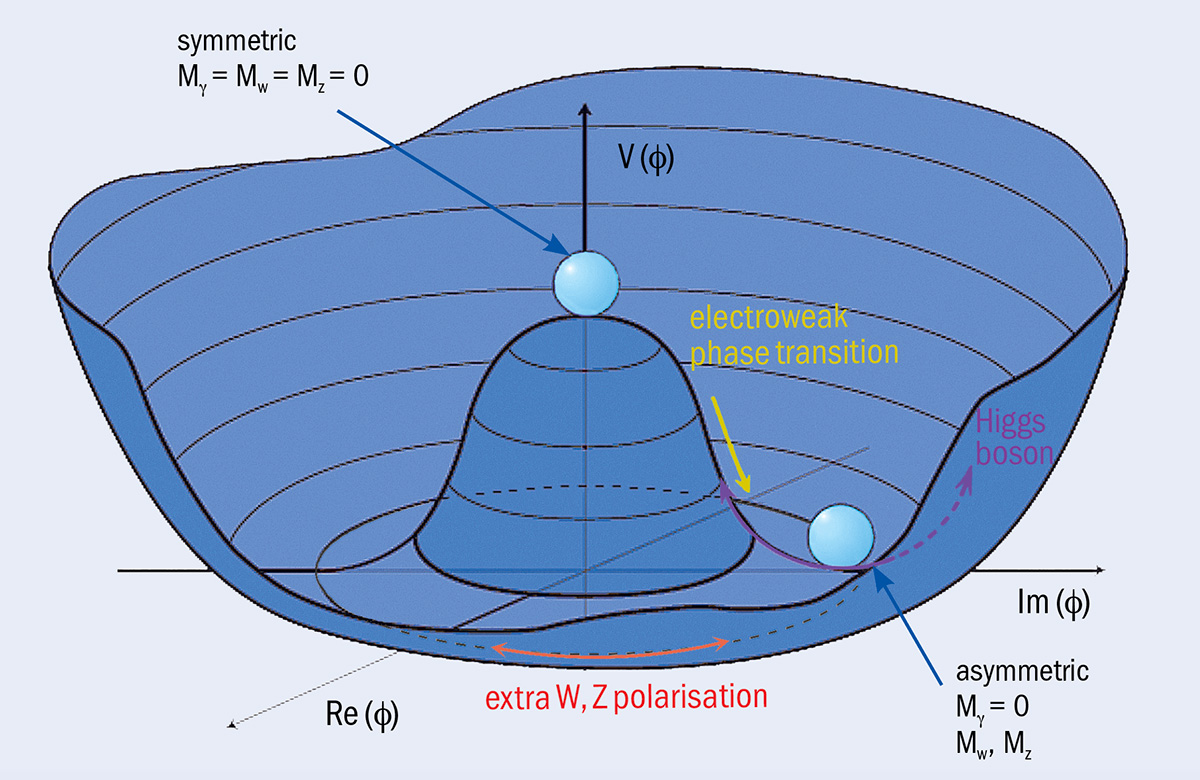 symmetric
Mγ = Mw = Mz = 0
V (ϕ)
electroweak
phase transition
Higgs
boson
Im (ϕ)
Re (ϕ)
extra W, Z polarisation
asymmetric
Mγ = 0
Mw, Mz